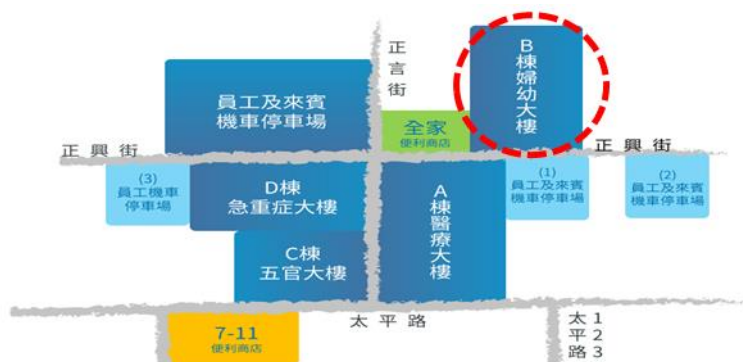 正言街
B棟婦幼大樓
員工及來賓
機車停車場
全家
便利商店
正興街
正興街
(3)
員工機車
停車場
D棟
急重症大樓
A棟醫療大樓
(1)
員工及來賓
機車停車場
(2)
員工及來賓
機車停車場
C棟
五官大樓
太平路
7-11
便利商店
太平路
123